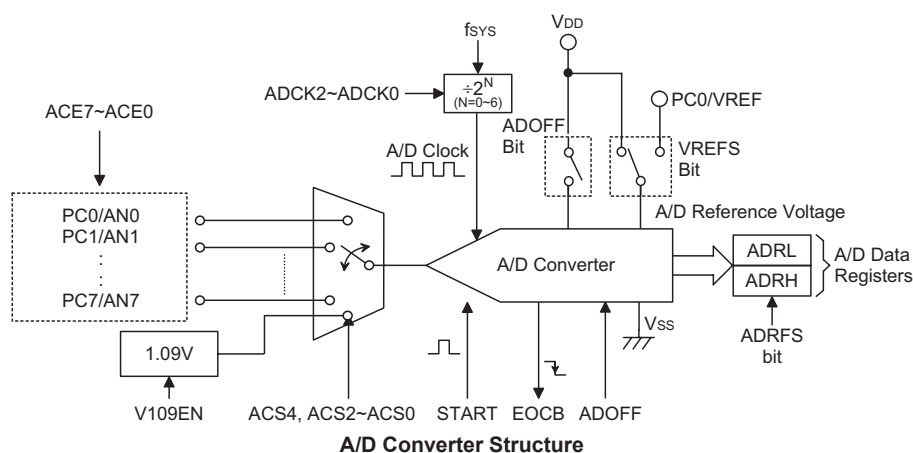 fSYS
VDD
ADCK2~ADCK0
÷2N
(N=0~6)
PC0/VREF
ACE7~ACE0
ADOFF
Bit
VREFS
Bit
A/D Clock
PC0/AN0
PC1/AN1
:
:
PC7/AN7
A/D Reference Voltage
A/D Converter
ADRL
ADRH
A/D Data
Registers
VSS
ADRFS
bit
1.09V
V109EN
ACS4, ACS2~ACS0
START
EOCB
ADOFF
A/D Converter Structure